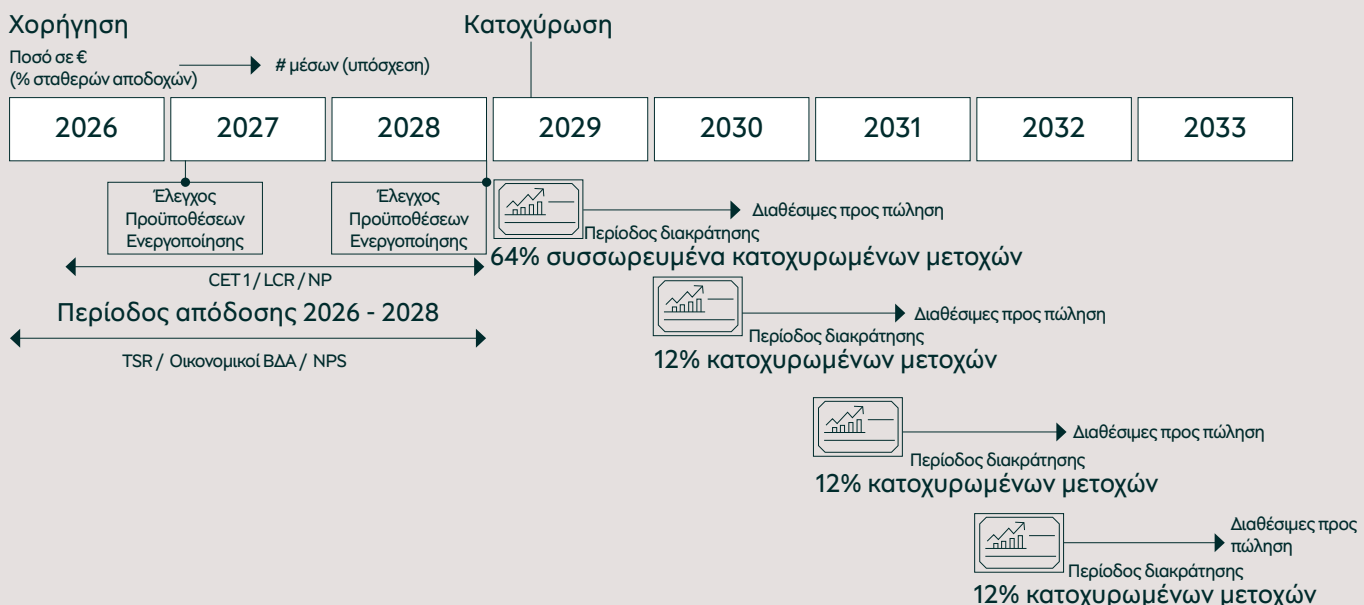 Χορήγηση
Κατοχύρωση
Ποσό σε €
(% σταθερών αποδοχών)
# μέσων (υπόσχεση)
2026
2027
2028
2029
2030
2031
2032
2033
Έλεγχος
Προϋποθέσεων
Ενεργοποίησης
Έλεγχος
Προϋποθέσεων
Ενεργοποίησης
Διαθέσιμες προς πώληση
Περίοδος διακράτησης
64% συσσωρευμένα κατοχυρωμένων μετοχών
CET 1 / LCR / NP
Περίοδος απόδοσης 2026 - 2028
TSR / Οικονομικοί ΒΔΑ / NPS
Διαθέσιμες προς πώληση
Περίοδος διακράτησης
12% κατοχυρωμένων μετοχών
Διαθέσιμες προς πώληση
Περίοδος διακράτησης
12% κατοχυρωμένων μετοχών
Διαθέσιμες προς
πώληση
Περίοδος διακράτησης
12% κατοχυρωμένων μετοχών